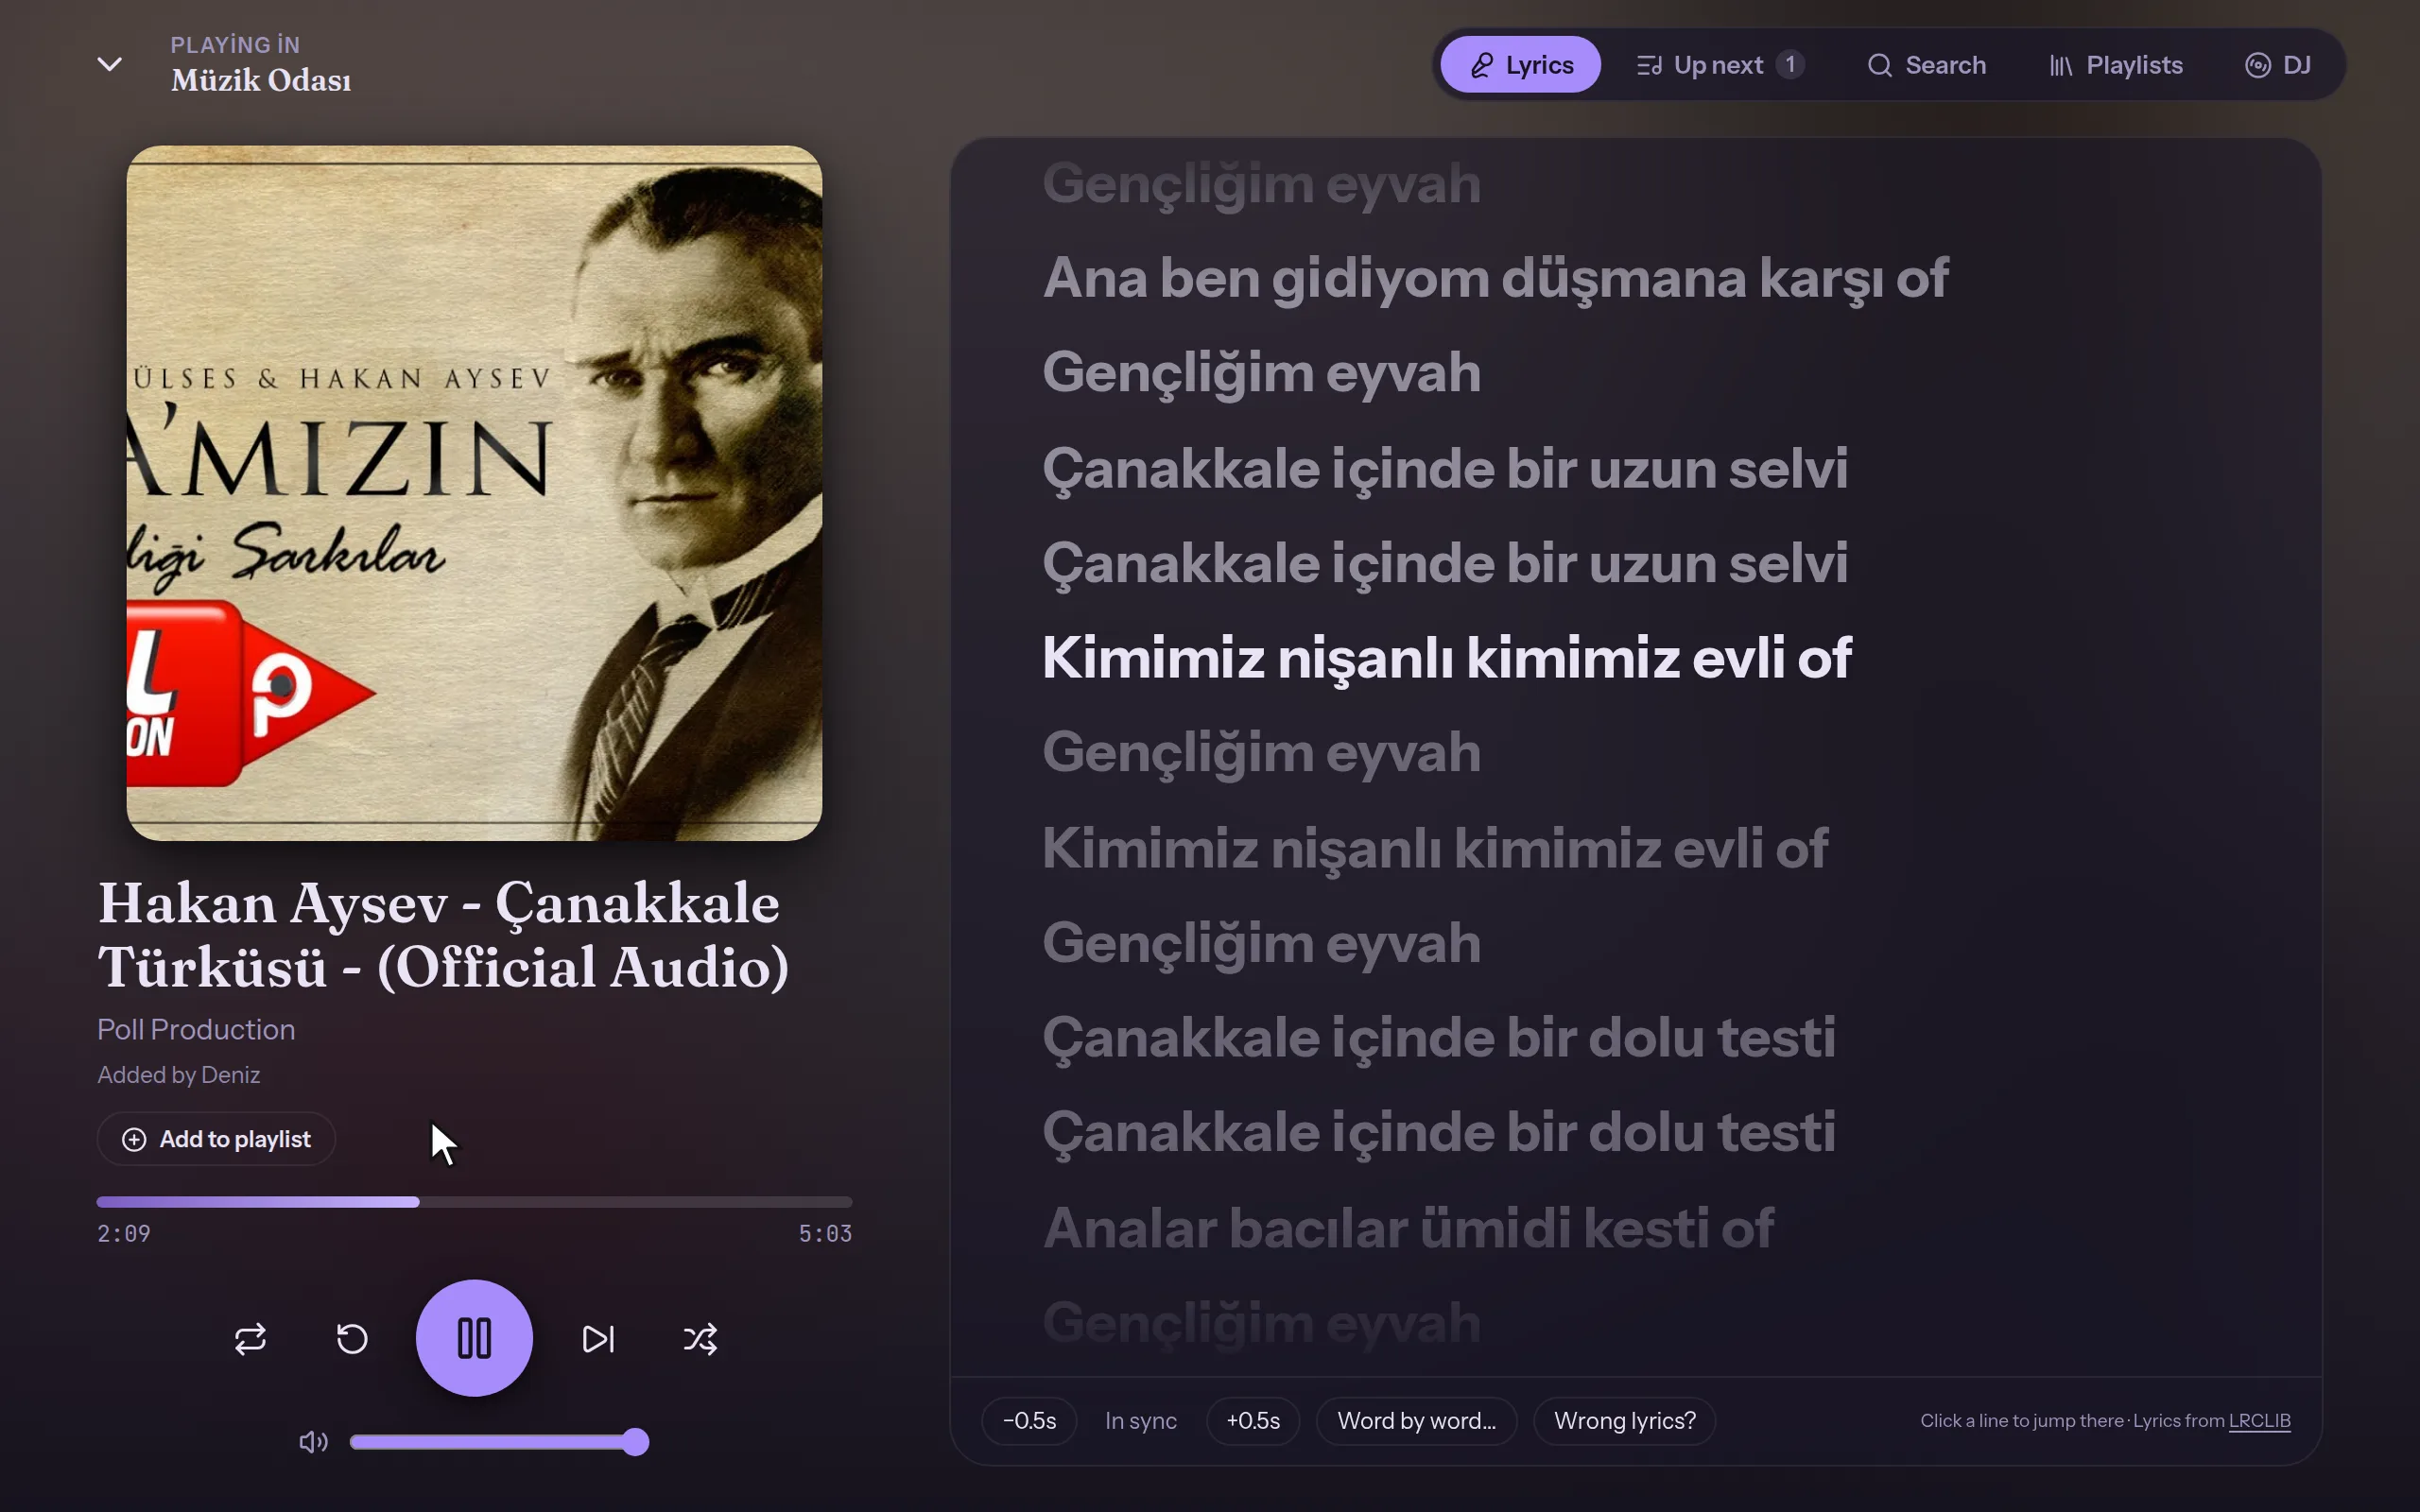 PLAYİNG İN
Müzik Odası
Lyrics
Up next 1
Search
Playlists
DJ
ÜLSES & HAKAN AYSEV
A'MIZIN
liği Şarkılar
L
ON
Hakan Aysev - Çanakkale
Türküsü - (Official Audio)
Poll Production
Added by Deniz
Add to playlist
2:09
5:03
Gençliğim eyvah
Ana ben gidiyom düşmana karşı of
Gençliğim eyvah
Çanakkale içinde bir uzun selvi
Çanakkale içinde bir uzun selvi
Kimimiz nişanlı kimimiz evli of
Gençliğim eyvah
Kimimiz nişanlı kimimiz evli of
Gençliğim eyvah
Çanakkale içinde bir dolu testi
Çanakkale içinde bir dolu testi
Analar bacılar ümidi kesti of
Gençliğim eyvah
−0.5s
In sync
+0.5s
Word by word...
Wrong lyrics?
Click a line to jump there · Lyrics from LRCLIB